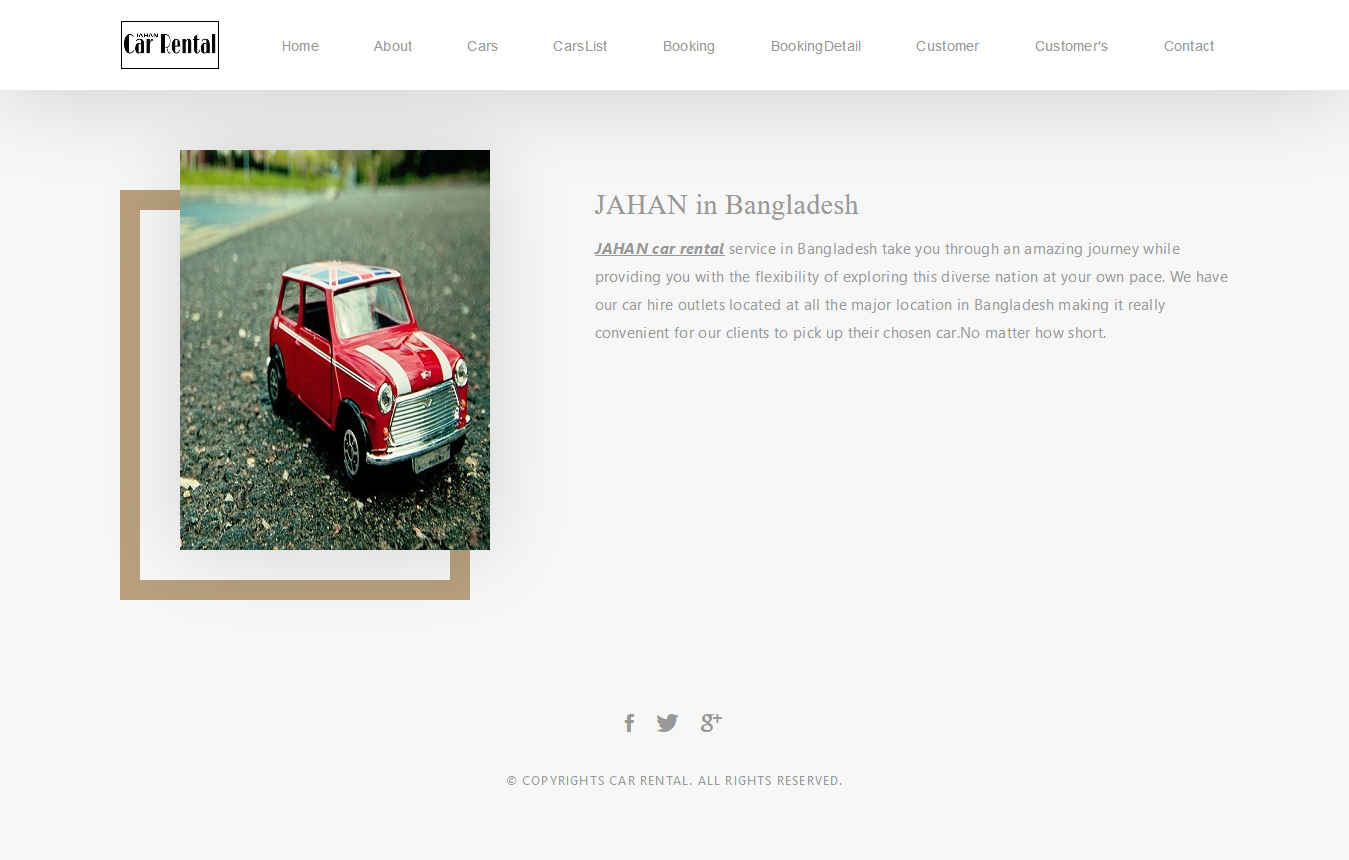 JAHAN
Car Rental
Home About Cars CarsList Booking BookingDetail Customer Customer's Contact
JAHAN in Bangladesh
JAHAN car rental service in Bangladesh take you through an amazing journey while
providing you with the flexibility of exploring this diverse nation at your own pace. We have
our car hire outlets located at all the major location in Bangladesh making it really
convenient for our clients to pick up their chosen car.No matter how short.
© COPYRIGHTS CAR RENTAL. ALL RIGHTS RESERVED.